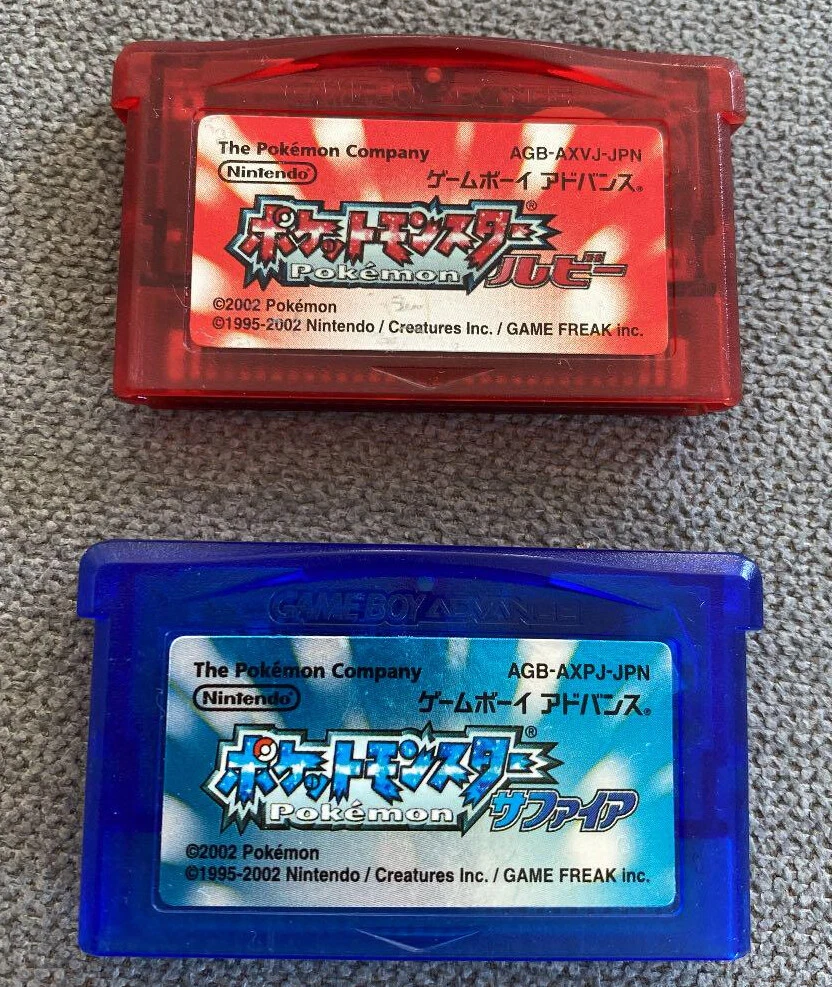 GAME BOY ADVANCE
The Pokémon Company AGB-AXVJ-JPN
Nintendo® ゲームボーイ アドバンス®
ポケットモンスター®
Pokémon ルビー
©2002 Pokémon
©1995-2002 Nintendo / Creatures Inc. / GAME FREAK inc.
GAME BOY ADVANCE
The Pokémon Company AGB-AXPJ-JPN
Nintendo® ゲームボーイ アドバンス®
ポケットモンスター®
Pokémon サファイア
©2002 Pokémon
©1995-2002 Nintendo / Creatures Inc. / GAME FREAK inc.